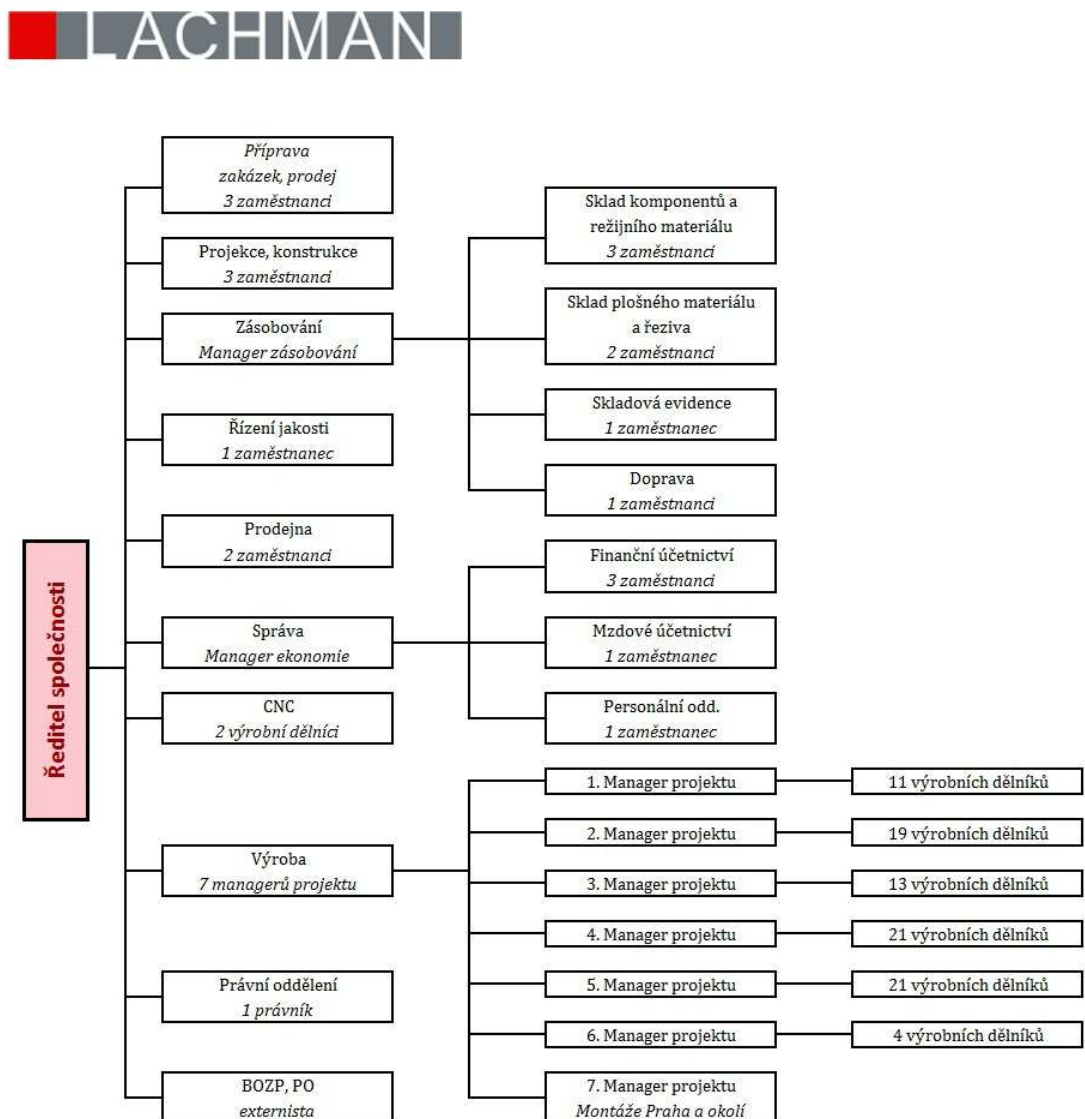 LACHMAN
Ředitel společnosti
Příprava
zakázek, prodej
3 zaměstnanci
Projekce, konstrukce
3 zaměstnanci
Zásobování
Manager zásobování
Řízení jakosti
1 zaměstnanec
Prodejna
2 zaměstnanci
Správa
Manager ekonomie
CNC
2 výrobní dělníci
Výroba
7 managerů projektu
Právní oddělení
1 právník
BOZP, PO
externista
Sklad komponentů a
režijního materiálu
3 zaměstnanci
Sklad plošného materiálu
a řeziva
2 zaměstnanci
Skladová evidence
1 zaměstnanec
Doprava
1 zaměstnanci
Finanční účetnictví
3 zaměstnanci
Mzdové účetnictví
1 zaměstnanec
Personální odd.
1 zaměstnanec
1. Manager projektu
11 výrobních dělníků
2. Manager projektu
19 výrobních dělníků
3. Manager projektu
13 výrobních dělníků
4. Manager projektu
21 výrobních dělníků
5. Manager projektu
21 výrobních dělníků
6. Manager projektu
4 výrobních dělníků
7. Manager projektu
Montáže Praha a okolí